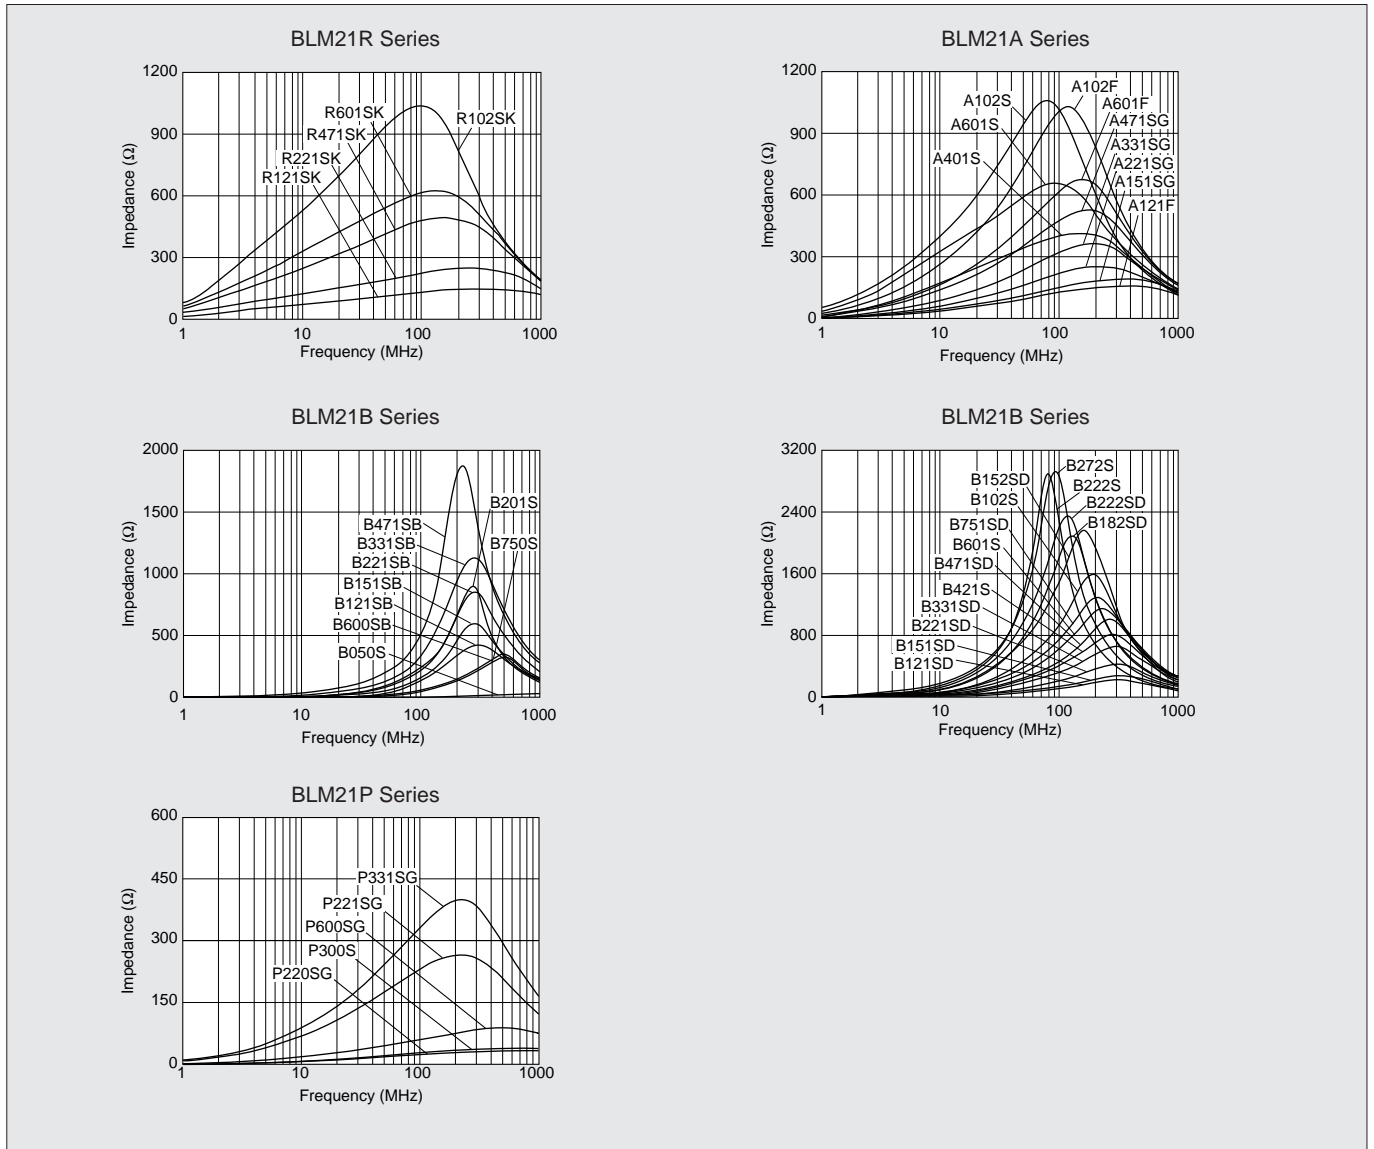 BLM21R Series
Impedance (Ω)
1200
900
600
300
0
R601SK
R471SK
R221SK
R121SK
R102SK
1 10 100 1000
Frequency (MHz)
BLM21A Series
Impedance (Ω)
1200
900
600
300
0
A102S
A601S
A401S
A102F
A601F
A471SG
A331SG
A221SG
A151SG
A121F
1 10 100 1000
Frequency (MHz)
BLM21B Series
Impedance (Ω)
2000
1500
1000
500
0
B471SB
B331SB
B221SB
B151SB
B121SB
B600SB
B050S
B201S
B750S
1 10 100 1000
Frequency (MHz)
BLM21B Series
Impedance (Ω)
3200
2400
1600
800
0
B152SD
B102S
B751SD
B601S
B471SD
B421S
B331SD
B221SD
B151SD
B121SD
B272S
B222S
B222SD
B182SD
1 10 100 1000
Frequency (MHz)
BLM21P Series
Impedance (Ω)
600
450
300
150
0
P331SG
P221SG
P600SG
P300S
P220SG
1 10 100 1000
Frequency (MHz)